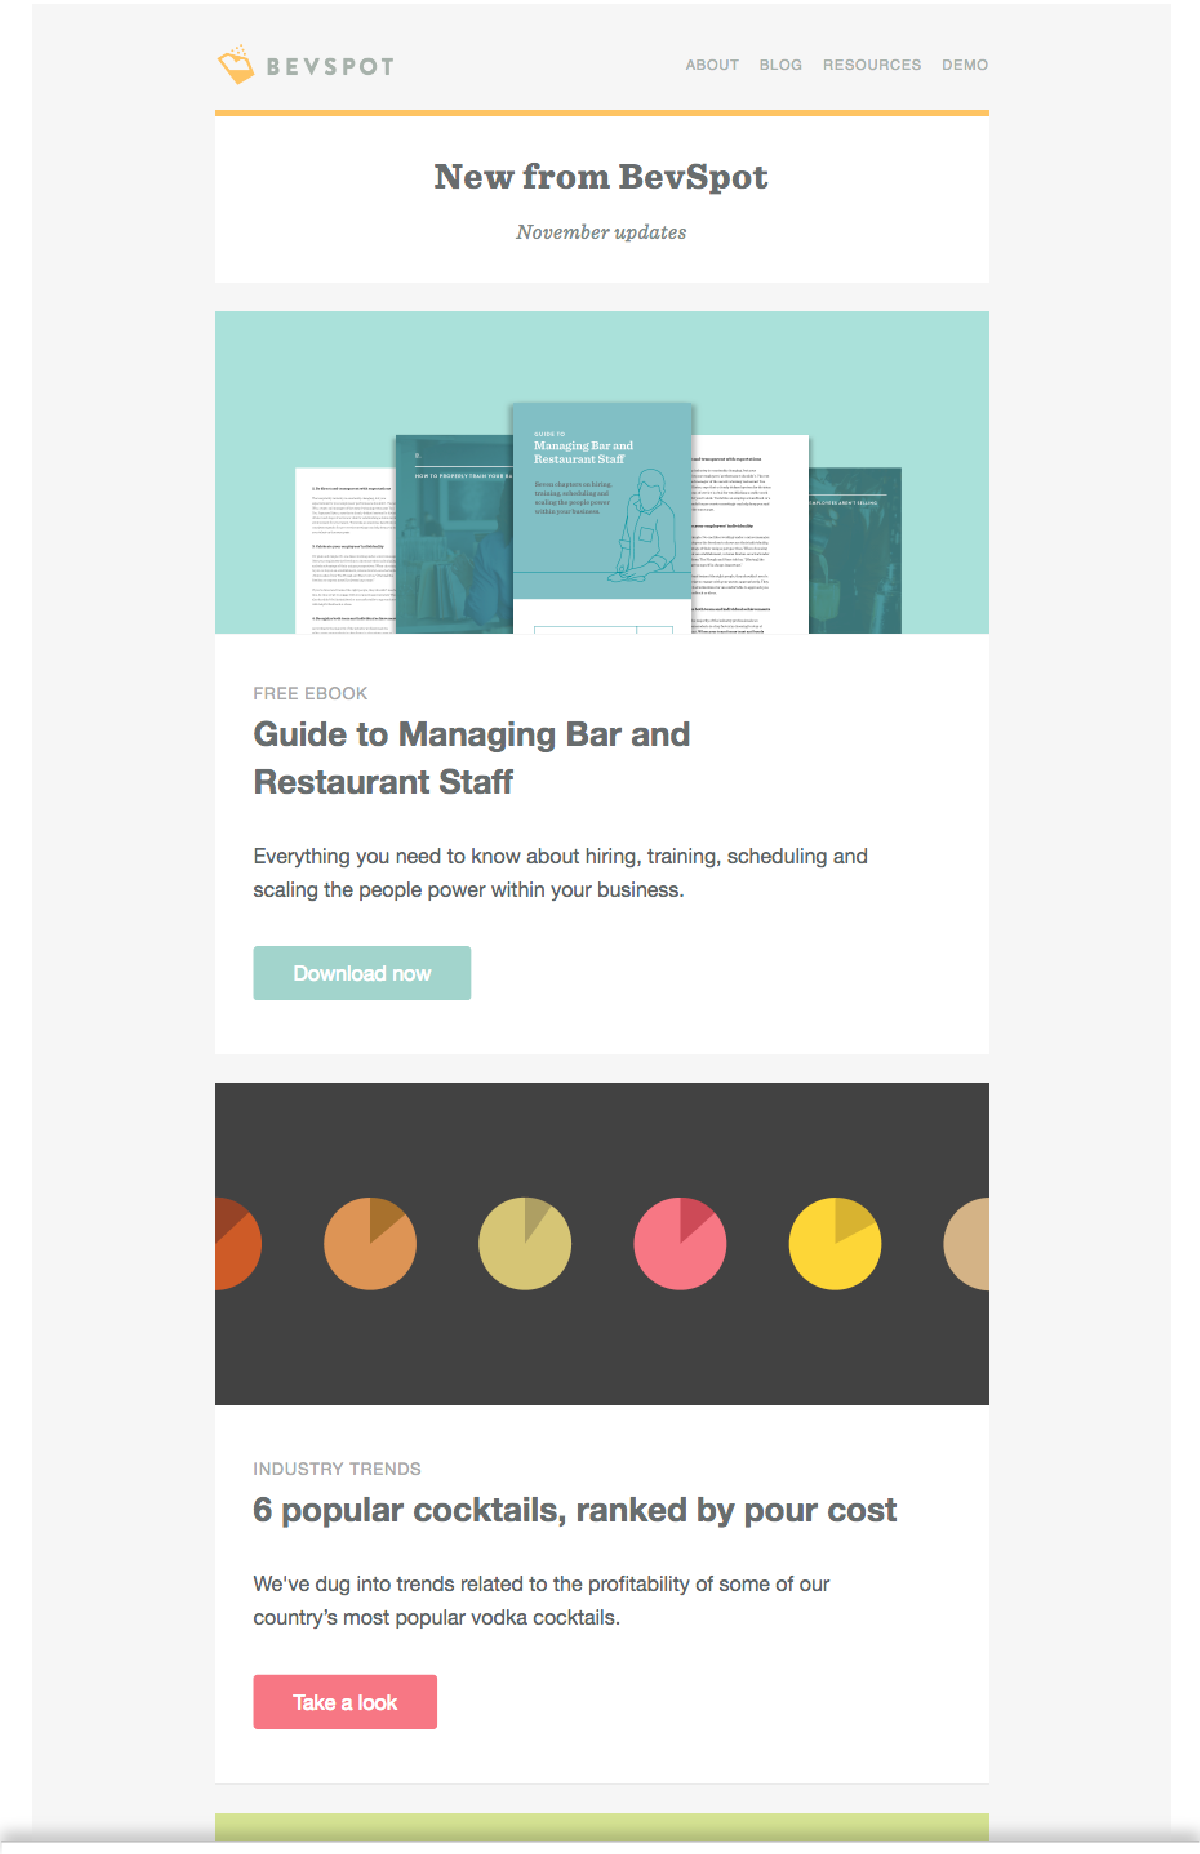 BEVSPOT
ABOUT BLOG RESOURCES DEMO
New from BevSpot
November updates
GUIDE TO
Managing Bar and
Restaurant Staff
Seven chapters on hiring,
training, scheduling and
scaling the people power
within your business.
FREE EBOOK
Guide to Managing Bar and
Restaurant Staff
Everything you need to know about hiring, training, scheduling and
scaling the people power within your business.
Download now
INDUSTRY TRENDS
6 popular cocktails, ranked by pour cost
We've dug into trends related to the profitability of some of our
country's most popular vodka cocktails.
Take a look